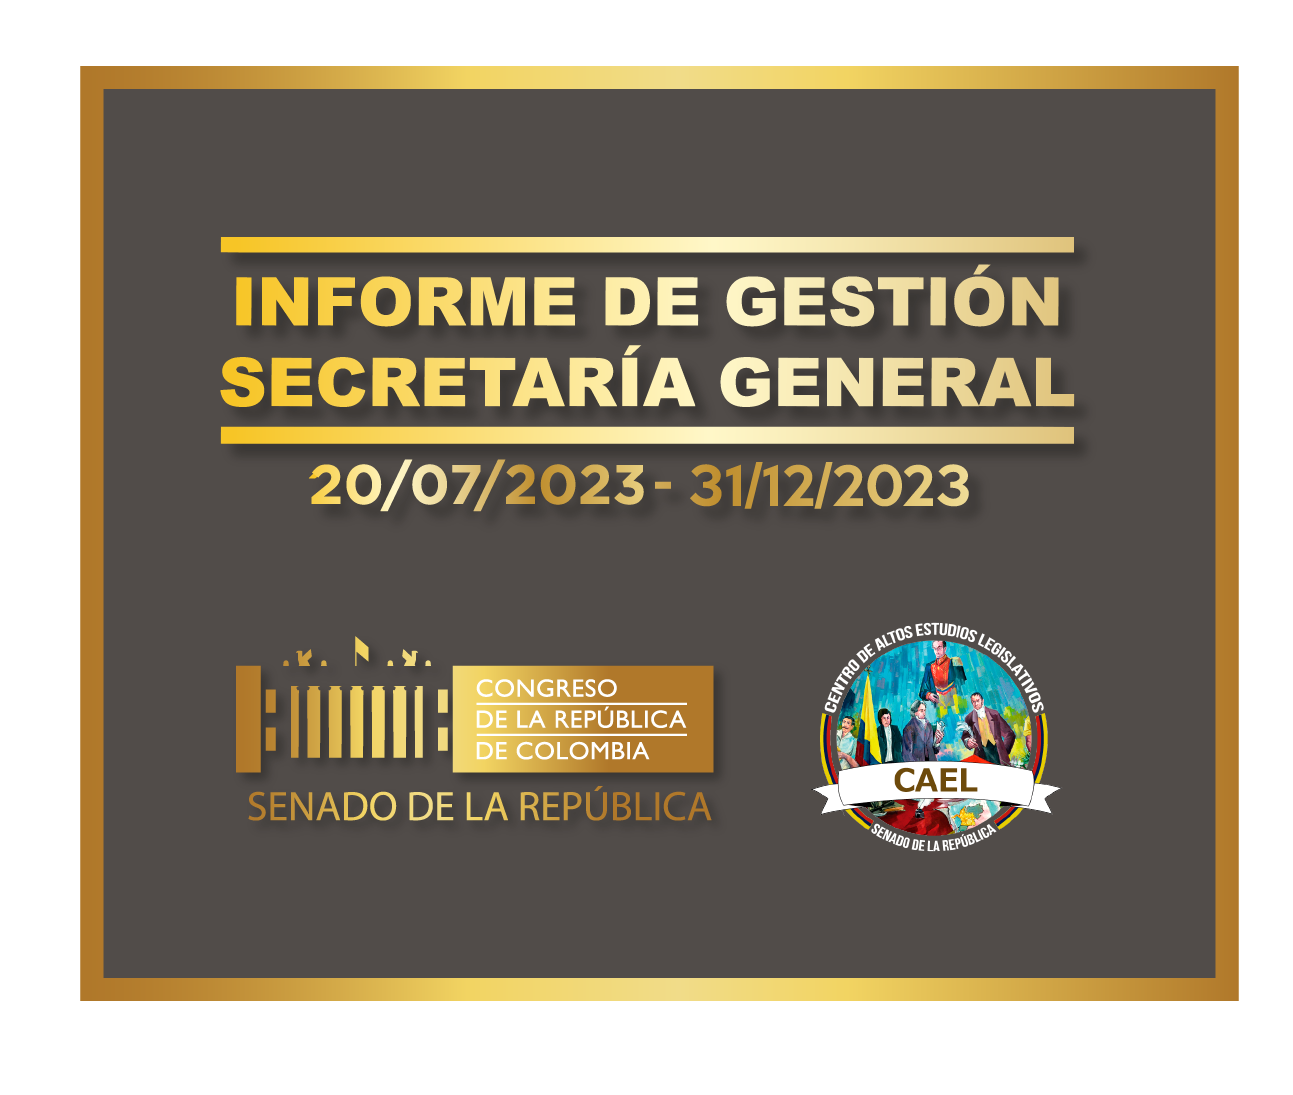 INFORME DE GESTIÓN
SECRETARÍA GENERAL
20/07/2023 - 31/12/2023
CONGRESO
DE LA REPÚBLICA
DE COLOMBIA
SENADO DE LA REPÚBLICA
CENTRO DE ALTOS ESTUDIOS LEGISLATIVOS
CAEL
SENADO DE LA REPÚBLICA